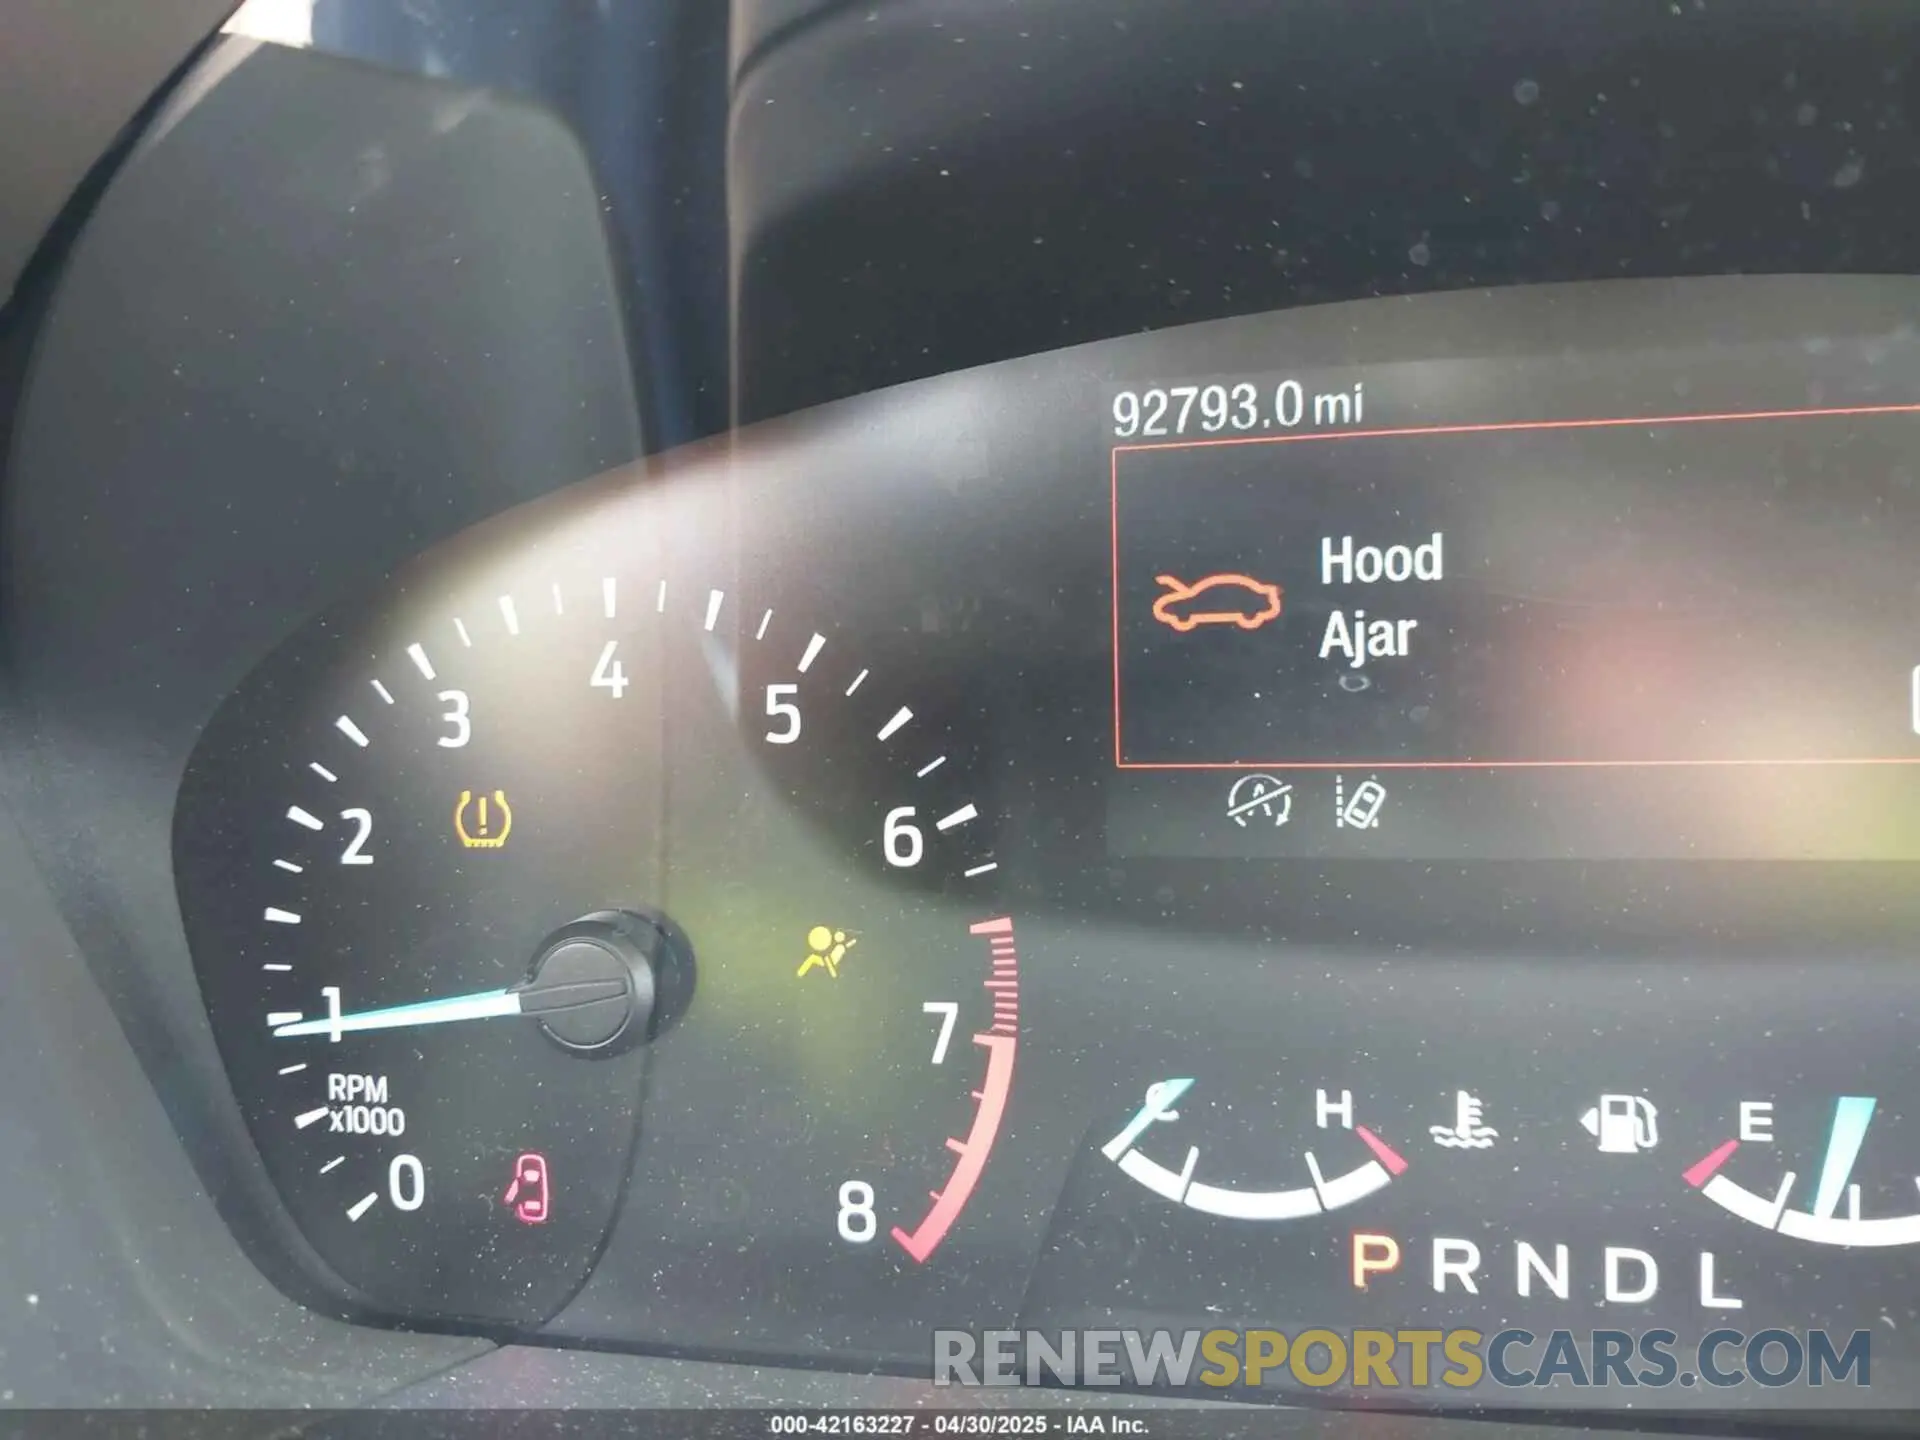 92793.0 mi
Hood
Ajar
4
3
5
2
6
1
7
RPM
x1000
0
8
C
H
E
P R N D L
RENEWSPORTSCARS.COM
000-42163227 - 04/30/2025 - IAA Inc.